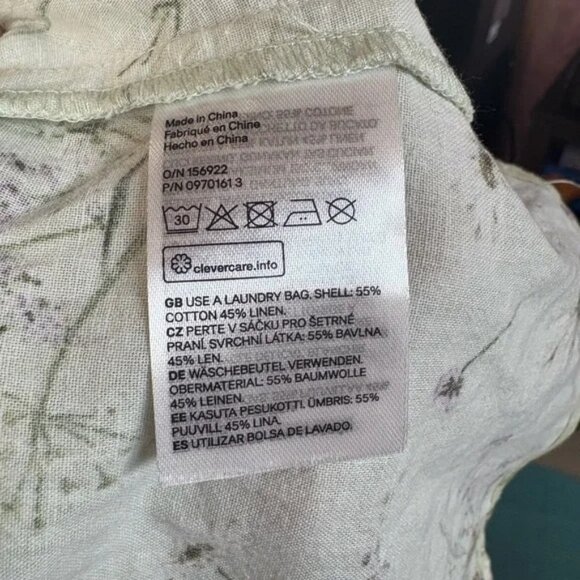 Made in China
Fabriqué en Chine
Hecho en China
O/N 156922
P/N 0970161 3
30
clevercare.info
GB USE A LAUNDRY BAG. SHELL: 55%
COTTON 45% LINEN.
CZ PERTE V SÁČKU PRO ŠETRNÉ
PRANÍ. SVRCHNÍ LÁTKA: 55% BAVLNA
45% LEN.
DE WÄSCHEBEUTEL VERWENDEN.
OBERMATERIAL: 55% BAUMWOLLE
45% LEINEN.
EE KASUTA PESUKOTTI. ÜMBRIS: 55%
PUUVILL 45% LINA.
ES UTILIZAR BOLSA DE LAVADO.